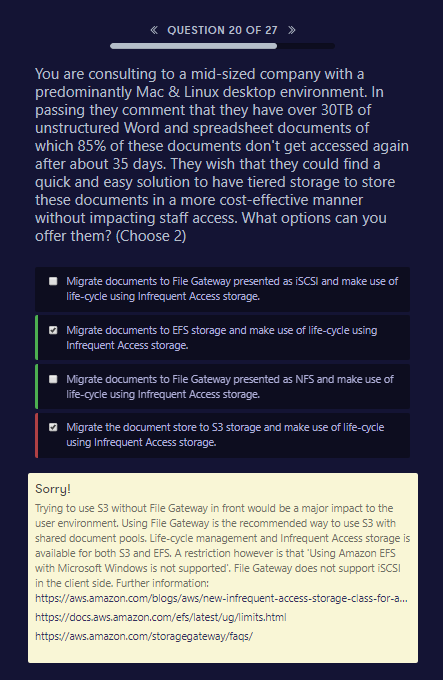 « QUESTION 20 OF 27 »
You are consulting to a mid-sized company with a
predominantly Mac & Linux desktop environment. In
passing they comment that they have over 30TB of
unstructured Word and spreadsheet documents of
which 85% of these documents don't get accessed again
after about 35 days. They wish that they could find a
quick and easy solution to have tiered storage to store
these documents in a more cost-effective manner
without impacting staff access. What options can you
offer them? (Choose 2)
Migrate documents to File Gateway presented as iSCSI and make use of
life-cycle using Infrequent Access storage.
Migrate documents to EFS storage and make use of life-cycle using
Infrequent Access storage.
Migrate documents to File Gateway presented as NFS and make use of
life-cycle using Infrequent Access storage.
Migrate the document store to S3 storage and make use of life-cycle
using Infrequent Access storage.
Sorry!
Trying to use S3 without File Gateway in front would be a major impact to the
user environment. Using File Gateway is the recommended way to use S3 with
shared document pools. Life-cycle management and Infrequent Access storage is
available for both S3 and EFS. A restriction however is that 'Using Amazon EFS
with Microsoft Windows is not supported'. File Gateway does not support iSCSI
in the client side. Further information:
https://aws.amazon.com/blogs/aws/new-infrequent-access-storage-class-for-a...
https://docs.aws.amazon.com/efs/latest/ug/limits.html
https://aws.amazon.com/storagegateway/faqs/